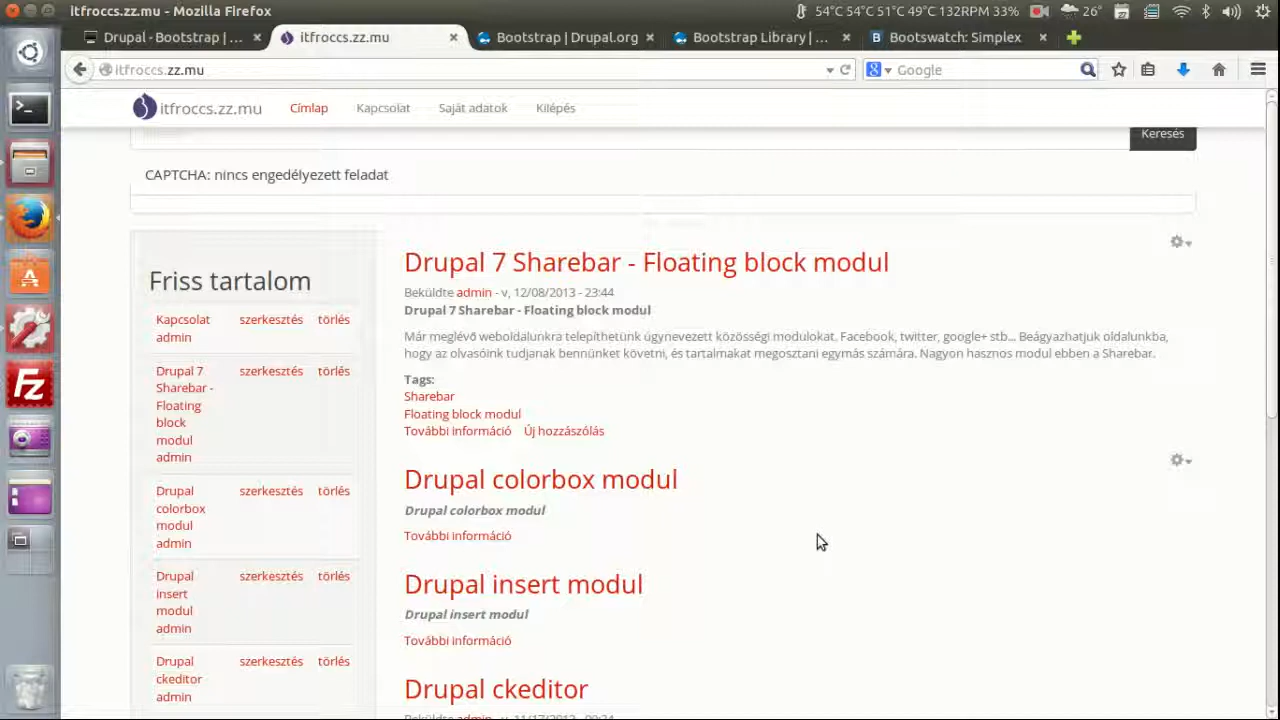 itfroccs.zz.mu - Mozilla Firefox
54°C 54°C 51°C 49°C 132RPM 33%
26°
Drupal - Bootstrap | ...
itfroccs.zz.mu
Bootstrap | Drupal.org
Bootstrap Library | ...
Bootswatch: Simplex
itfroccs.zz.mu
Google
itfroccs.zz.mu
Címlap
Kapcsolat
Saját adatok
Kilépés
Keresés
CAPTCHA: nincs engedélyezett feladat
Friss tartalom
Kapcsolat szerkesztés törlés
admin
Drupal 7 szerkesztés törlés
Sharebar -
Floating
block
modul
admin
Drupal szerkesztés törlés
colorbox
modul
admin
Drupal szerkesztés törlés
insert
modul
admin
Drupal szerkesztés törlés
ckeditor
admin
Drupal 7 Sharebar - Floating block modul
Beküldte admin - v, 12/08/2013 - 23:44
Drupal 7 Sharebar - Floating block modul
Már meglévő weboldalunkra telepíthetünk úgynevezett közösségi modulokat. Facebook, twitter, google+ stb... Beágyazhatjuk oldalunkba,
hogy az olvasóink tudjanak bennünket követni, és tartalmakat megosztani egymás számára. Nagyon hasznos modul ebben a Sharebar.
Tags:
Sharebar
Floating block modul
További információ Új hozzászólás
Drupal colorbox modul
Drupal colorbox modul
További információ
Drupal insert modul
Drupal insert modul
További információ
Drupal ckeditor
Beküldte admin - v, 11/17/2013